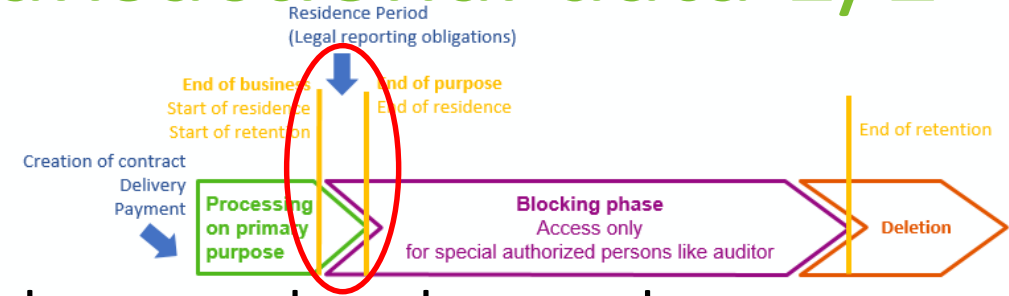 Residence Period
(Legal reporting obligations)
End of business
Start of residence
Start of retention
End of purpose
End of residence
End of retention
Creation of contract
Delivery
Payment
Processing
on primary
purpose
Blocking phase
Access only
for special authorized persons like auditor
Deletion